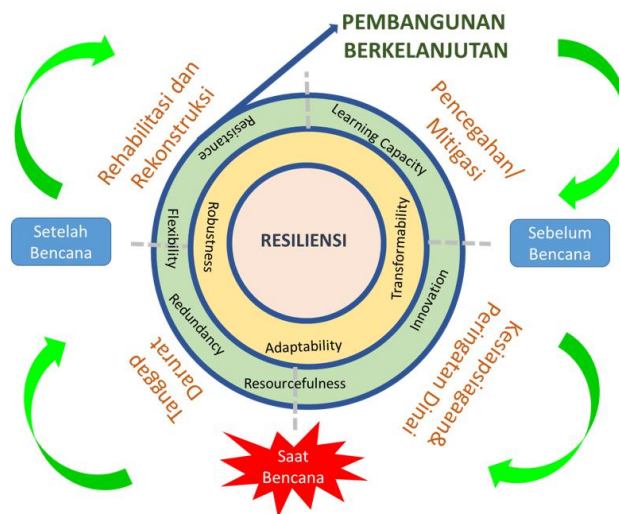 PEMBANGUNAN
BERKELANJUTAN
Rehabilitasi dan
Rekonstruksi
Pencegahan/
Mitigasi
Resistance
Learning Capacity
Setelah
Bencana
Flexibility
Robustness
RESILIENSI
Transformability
Sebelum
Bencana
Innovation
Redundancy
Adaptability
Resourcefulness
Tanggap
Darurat
Kesiapsiagaan&
Peringatan Dinai
Saat
Bencana